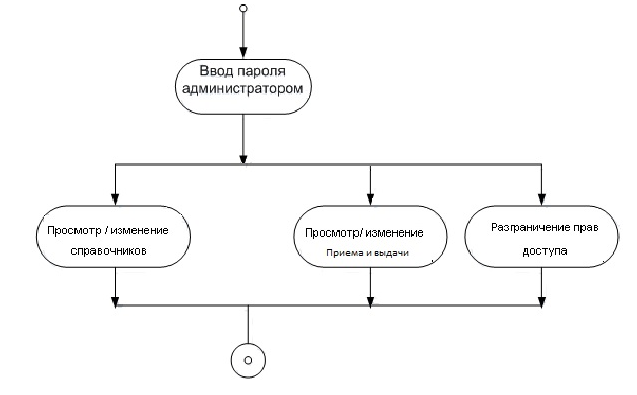 Ввод пароля
администратором
Просмотр / изменение
справочников
Просмотр/ изменение
Приема и выдачи
Разграничение прав
доступа